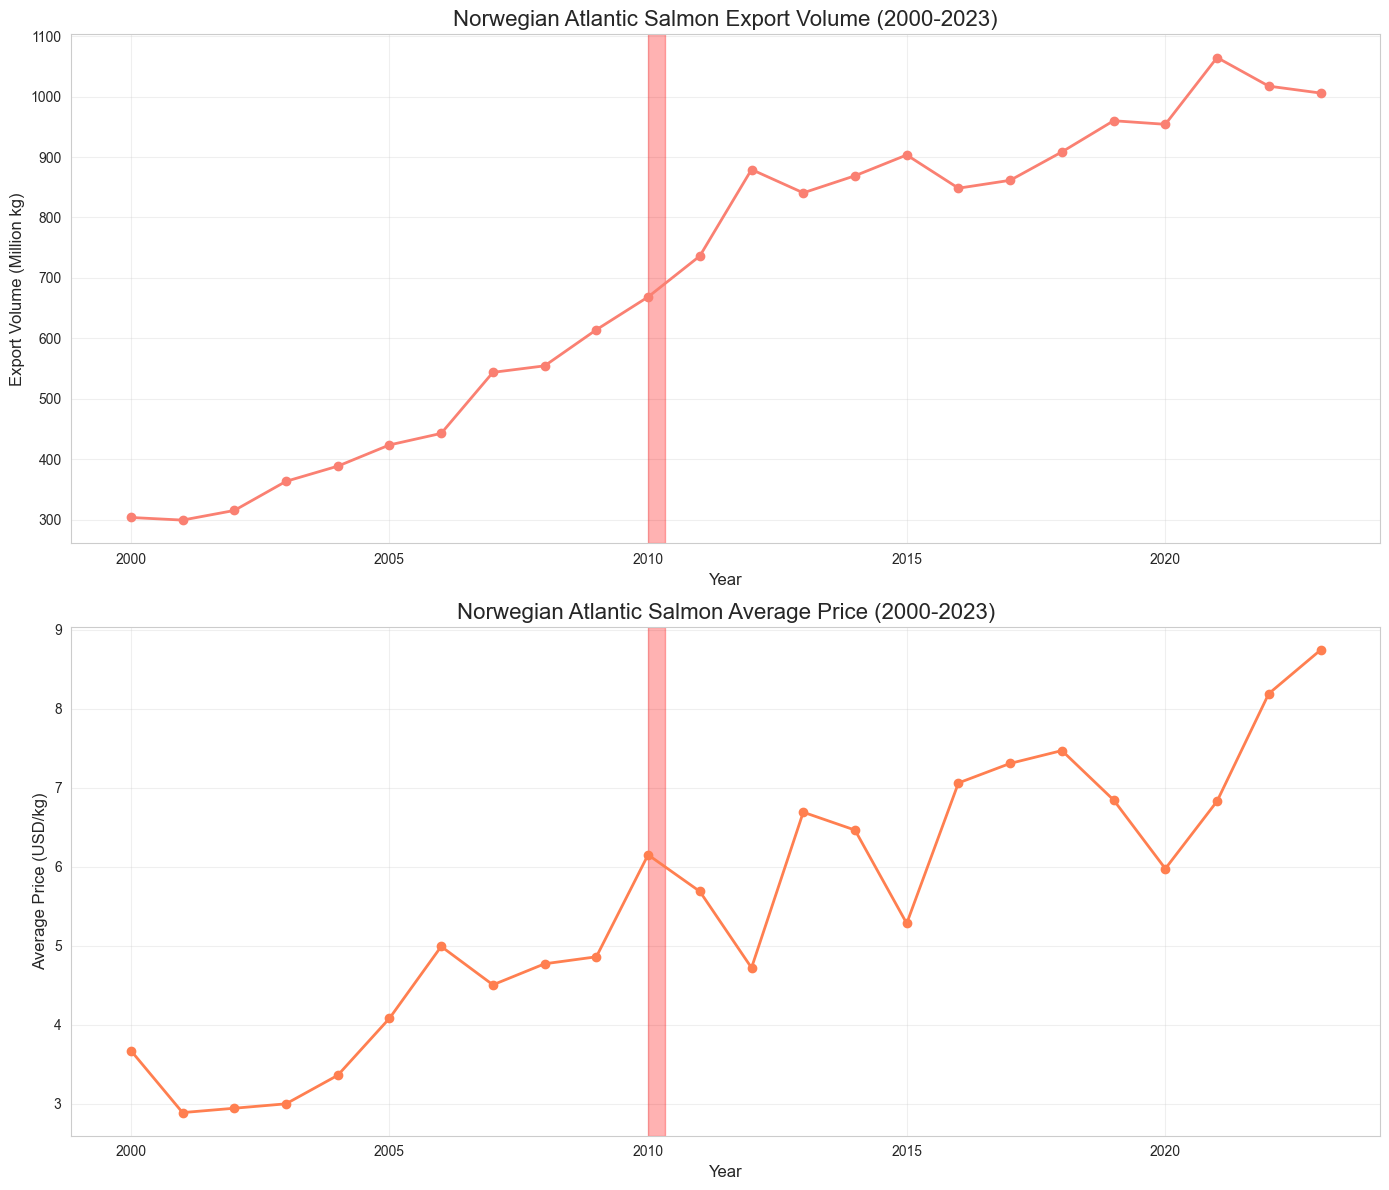 Norwegian Atlantic Salmon Export Volume (2000-2023)
1100
1000
900
800
700
600
500
400
300
Export Volume (Million kg)
2000 2005 2010 2015 2020
Year
Norwegian Atlantic Salmon Average Price (2000-2023)
9
8
7
6
5
4
3
Average Price (USD/kg)
2000 2005 2010 2015 2020
Year